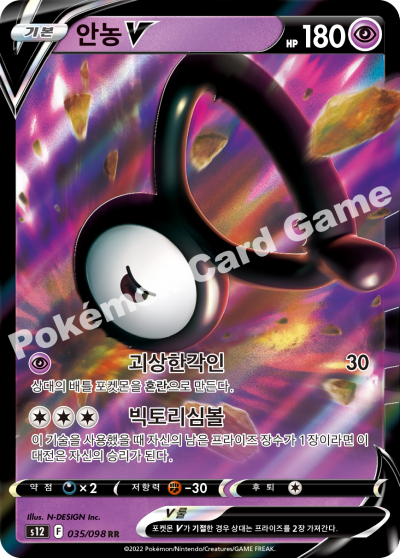 기본 안농 V HP 180
Pokémon Card Game
괴상한각인 30
상대의 배틀 포켓몬을 혼란으로 만든다.
빅토리심볼
이 기술을 사용했을 때 자신의 남은 프라이즈 장수가 1장이라면 이
대전은 자신의 승리가 된다.
약점 ×2 저항력 -30 후퇴
Illus. N-DESIGN Inc.
V 룰
s12 F 035/098 RR
포켓몬 V가 기절한 경우 상대는 프라이즈를 2장 가져간다.
©2022 Pokémon/Nintendo/Creatures/GAME FREAK.